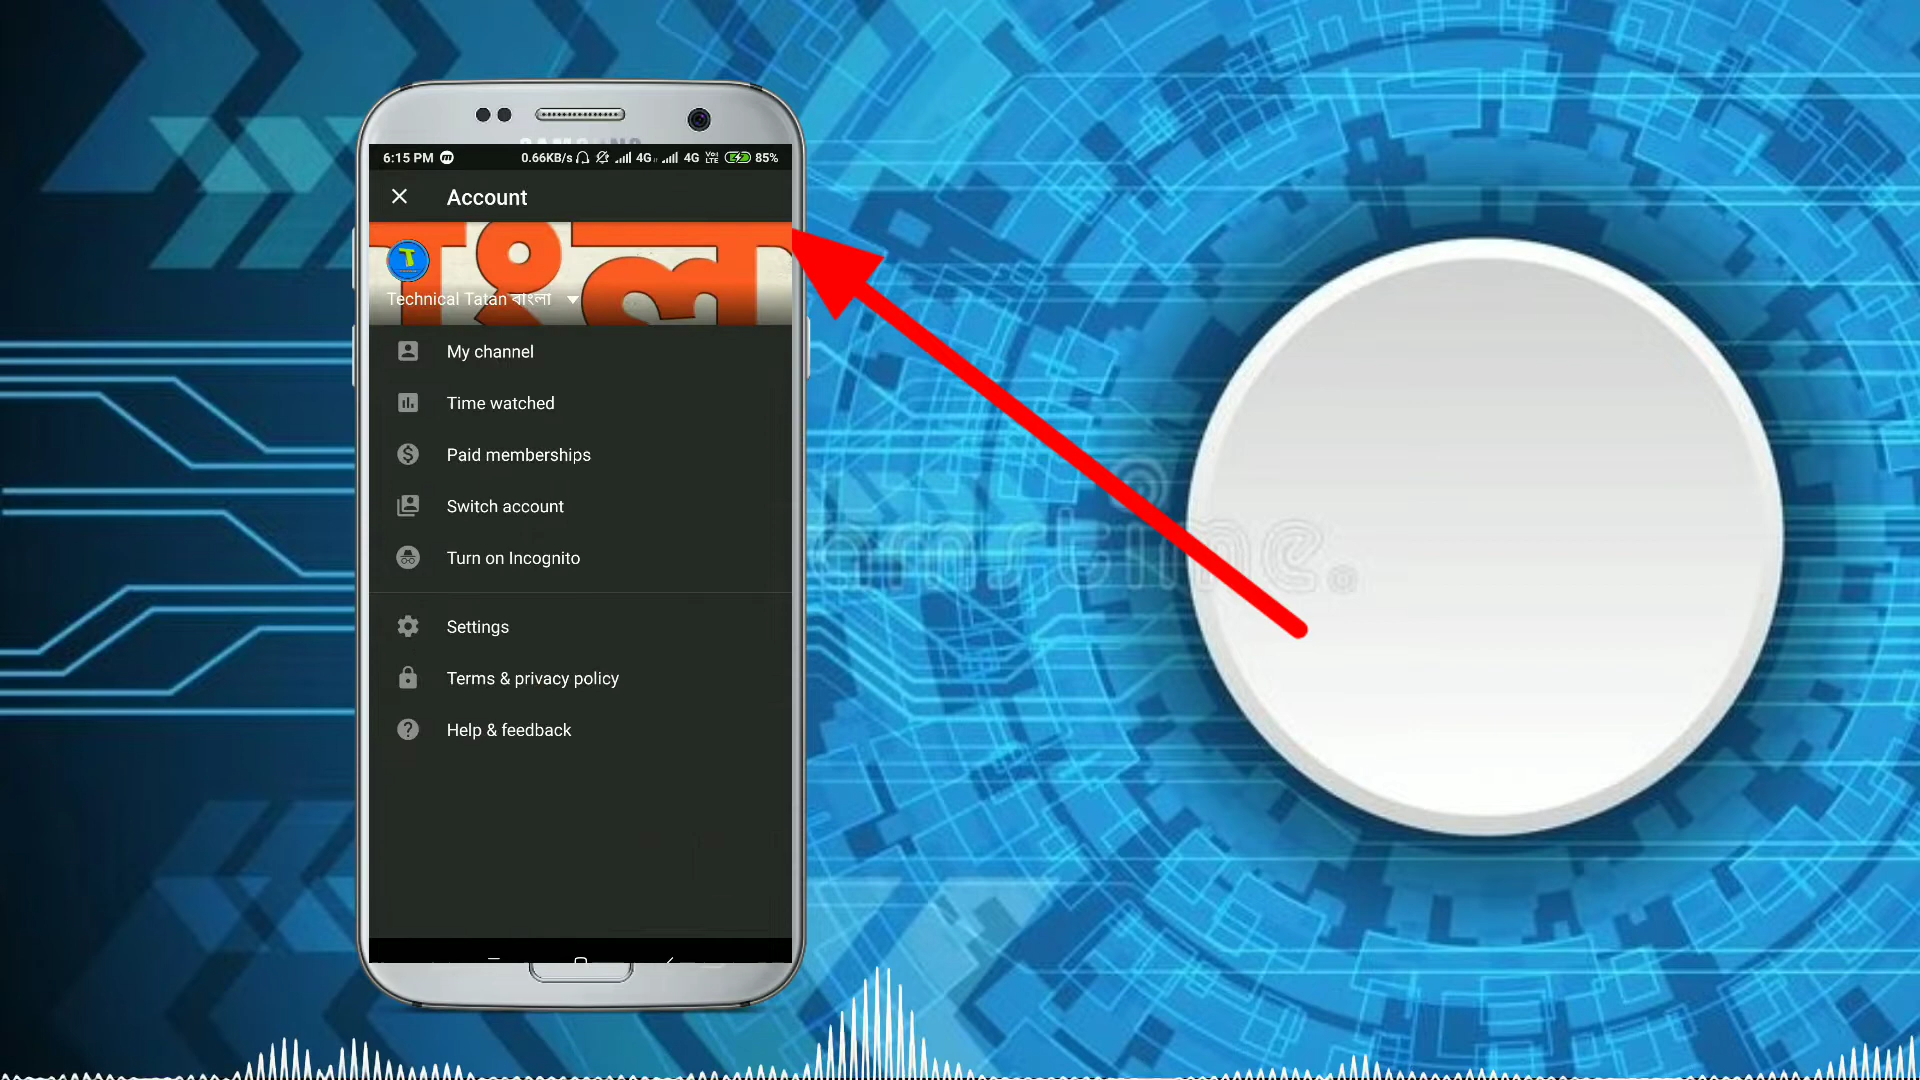 6:15 PM 0.66KB/s 4G 4G VoLTE 85%
Account
Technical Tatan বাংলা
My channel
Time watched
Paid memberships
Switch account
Turn on Incognito
Settings
Terms & privacy policy
Help & feedback